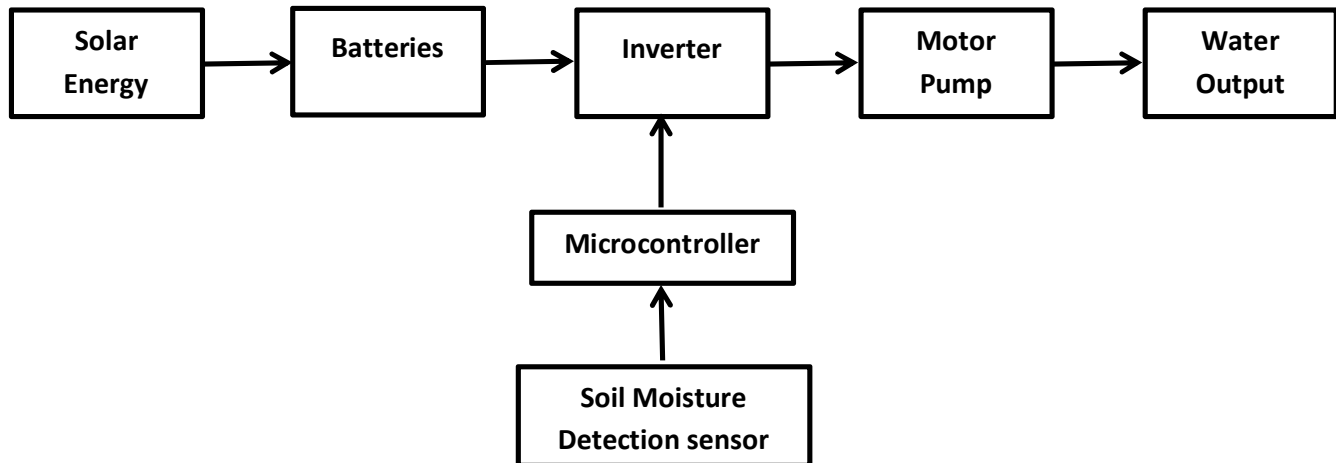 Solar
Energy
Batteries
Inverter
Motor
Pump
Water
Output
Microcontroller
Soil Moisture
Detection sensor